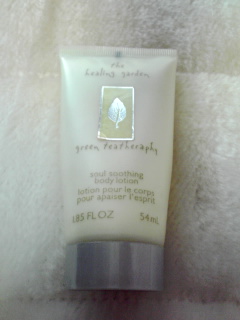 the
healing garden
green teatheraphy
soul soothing
body lotion
lotion pour le corps
pour apaiser l'esprit
1.85 FL OZ 54mL